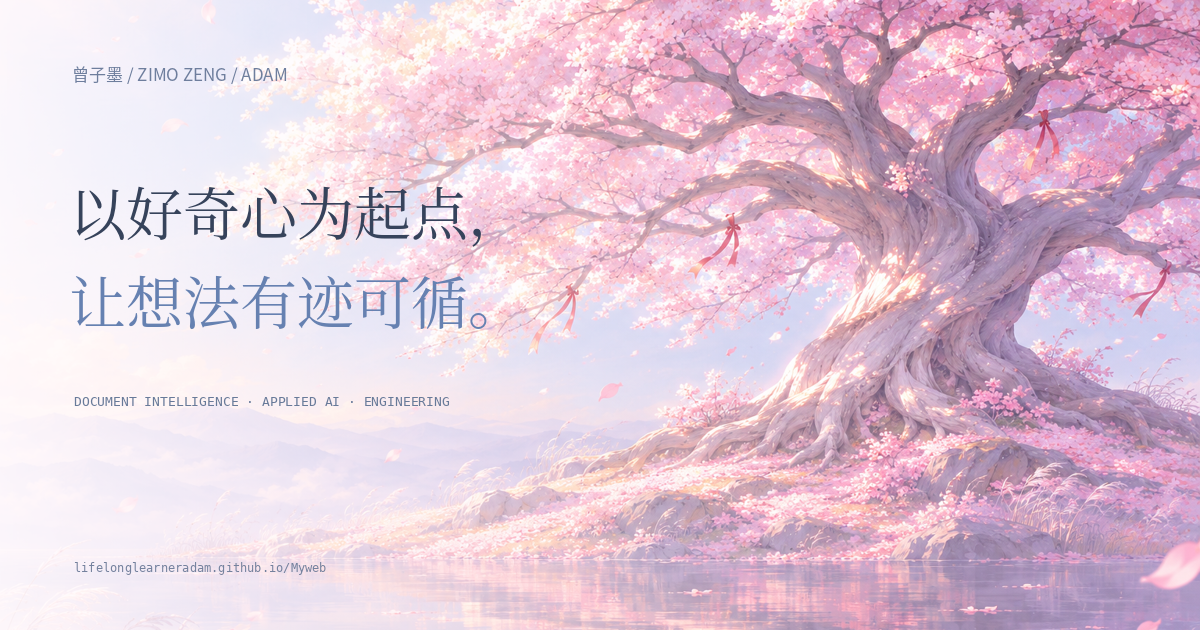 曾子墨 / ZIMO ZENG / ADAM
以好奇心为起点，
让想法有迹可循。
DOCUMENT INTELLIGENCE · APPLIED AI · ENGINEERING
lifelonglearneradam.github.io/Myweb